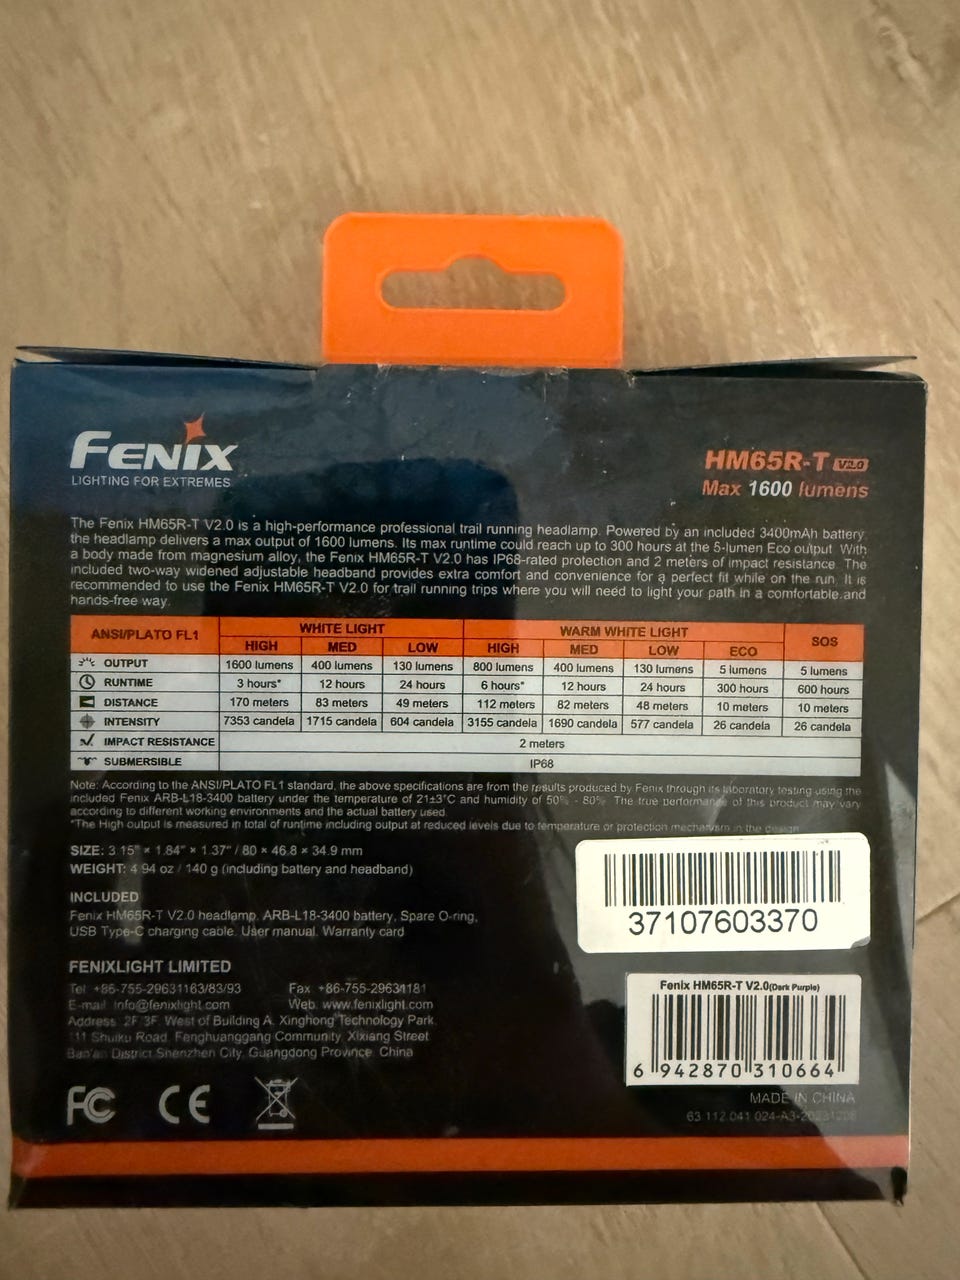 FENIX
LIGHTING FOR EXTREMES
HM65R-T V2.0
Max 1600 lumens
The Fenix HM65R-T V2.0 is a high-performance professional trail running headlamp. Powered by an included 3400mAh battery,
the headlamp delivers a max output of 1600 lumens. Its max runtime could reach up to 300 hours at the 5-lumen Eco output. With
a body made from magnesium alloy, the Fenix HM65R-T V2.0 has IP68-rated protection and 2 meters of impact resistance. The
included two-way widened adjustable headband provides extra comfort and convenience for a perfect fit while on the run. It is
recommended to use the Fenix HM65R-T V2.0 for trail running trips where you will need to light your path in a comfortable and
hands-free way.
ANSI/PLATO FL1 WHITE LIGHT WARM WHITE LIGHT SOS
HIGH MED LOW HIGH MED LOW ECO
OUTPUT 1600 lumens 400 lumens 130 lumens 800 lumens 400 lumens 130 lumens 5 lumens 5 lumens
RUNTIME 3 hours* 12 hours 24 hours 6 hours* 12 hours 24 hours 300 hours 600 hours
DISTANCE 170 meters 83 meters 49 meters 112 meters 82 meters 48 meters 10 meters 10 meters
INTENSITY 7353 candela 1715 candela 604 candela 3155 candela 1690 candela 577 candela 26 candela 26 candela
IMPACT RESISTANCE 2 meters
SUBMERSIBLE IP68
Note: According to the ANSI/PLATO FL1 standard, the above specifications are from the results produced by Fenix through its laboratory testing using the
included Fenix ARB-L18-3400 battery under the temperature of 21±3°C and humidity of 50% - 80%. The true performance of this product may vary
according to different working environments and the actual battery used.
*The High output is measured in total of runtime including output at reduced levels due to temperature or protection mechanism in the design.
SIZE: 3.15" × 1.84" × 1.37" / 80 × 46.8 × 34.9 mm
WEIGHT: 4.94 oz / 140 g (including battery and headband)
INCLUDED
Fenix HM65R-T V2.0 headlamp, ARB-L18-3400 battery, Spare O-ring,
USB Type-C charging cable, User manual, Warranty card
37107603370
FENIXLIGHT LIMITED
Tel: +86-755-29631163/83/93 Fax: +86-755-29631181
E-mail: info@fenixlight.com Web: www.fenixlight.com
Address: 2F/3F, West of Building A, Xinghong Technology Park,
111 Shuiku Road, Fenghuanggang Community, Xixiang Street,
Bao'an District, Shenzhen City, Guangdong Province, China
Fenix HM65R-T V2.0(Dark Purple)
6 942870 310664
FC CE
MADE IN CHINA
63.112.041.024-A3-20231206